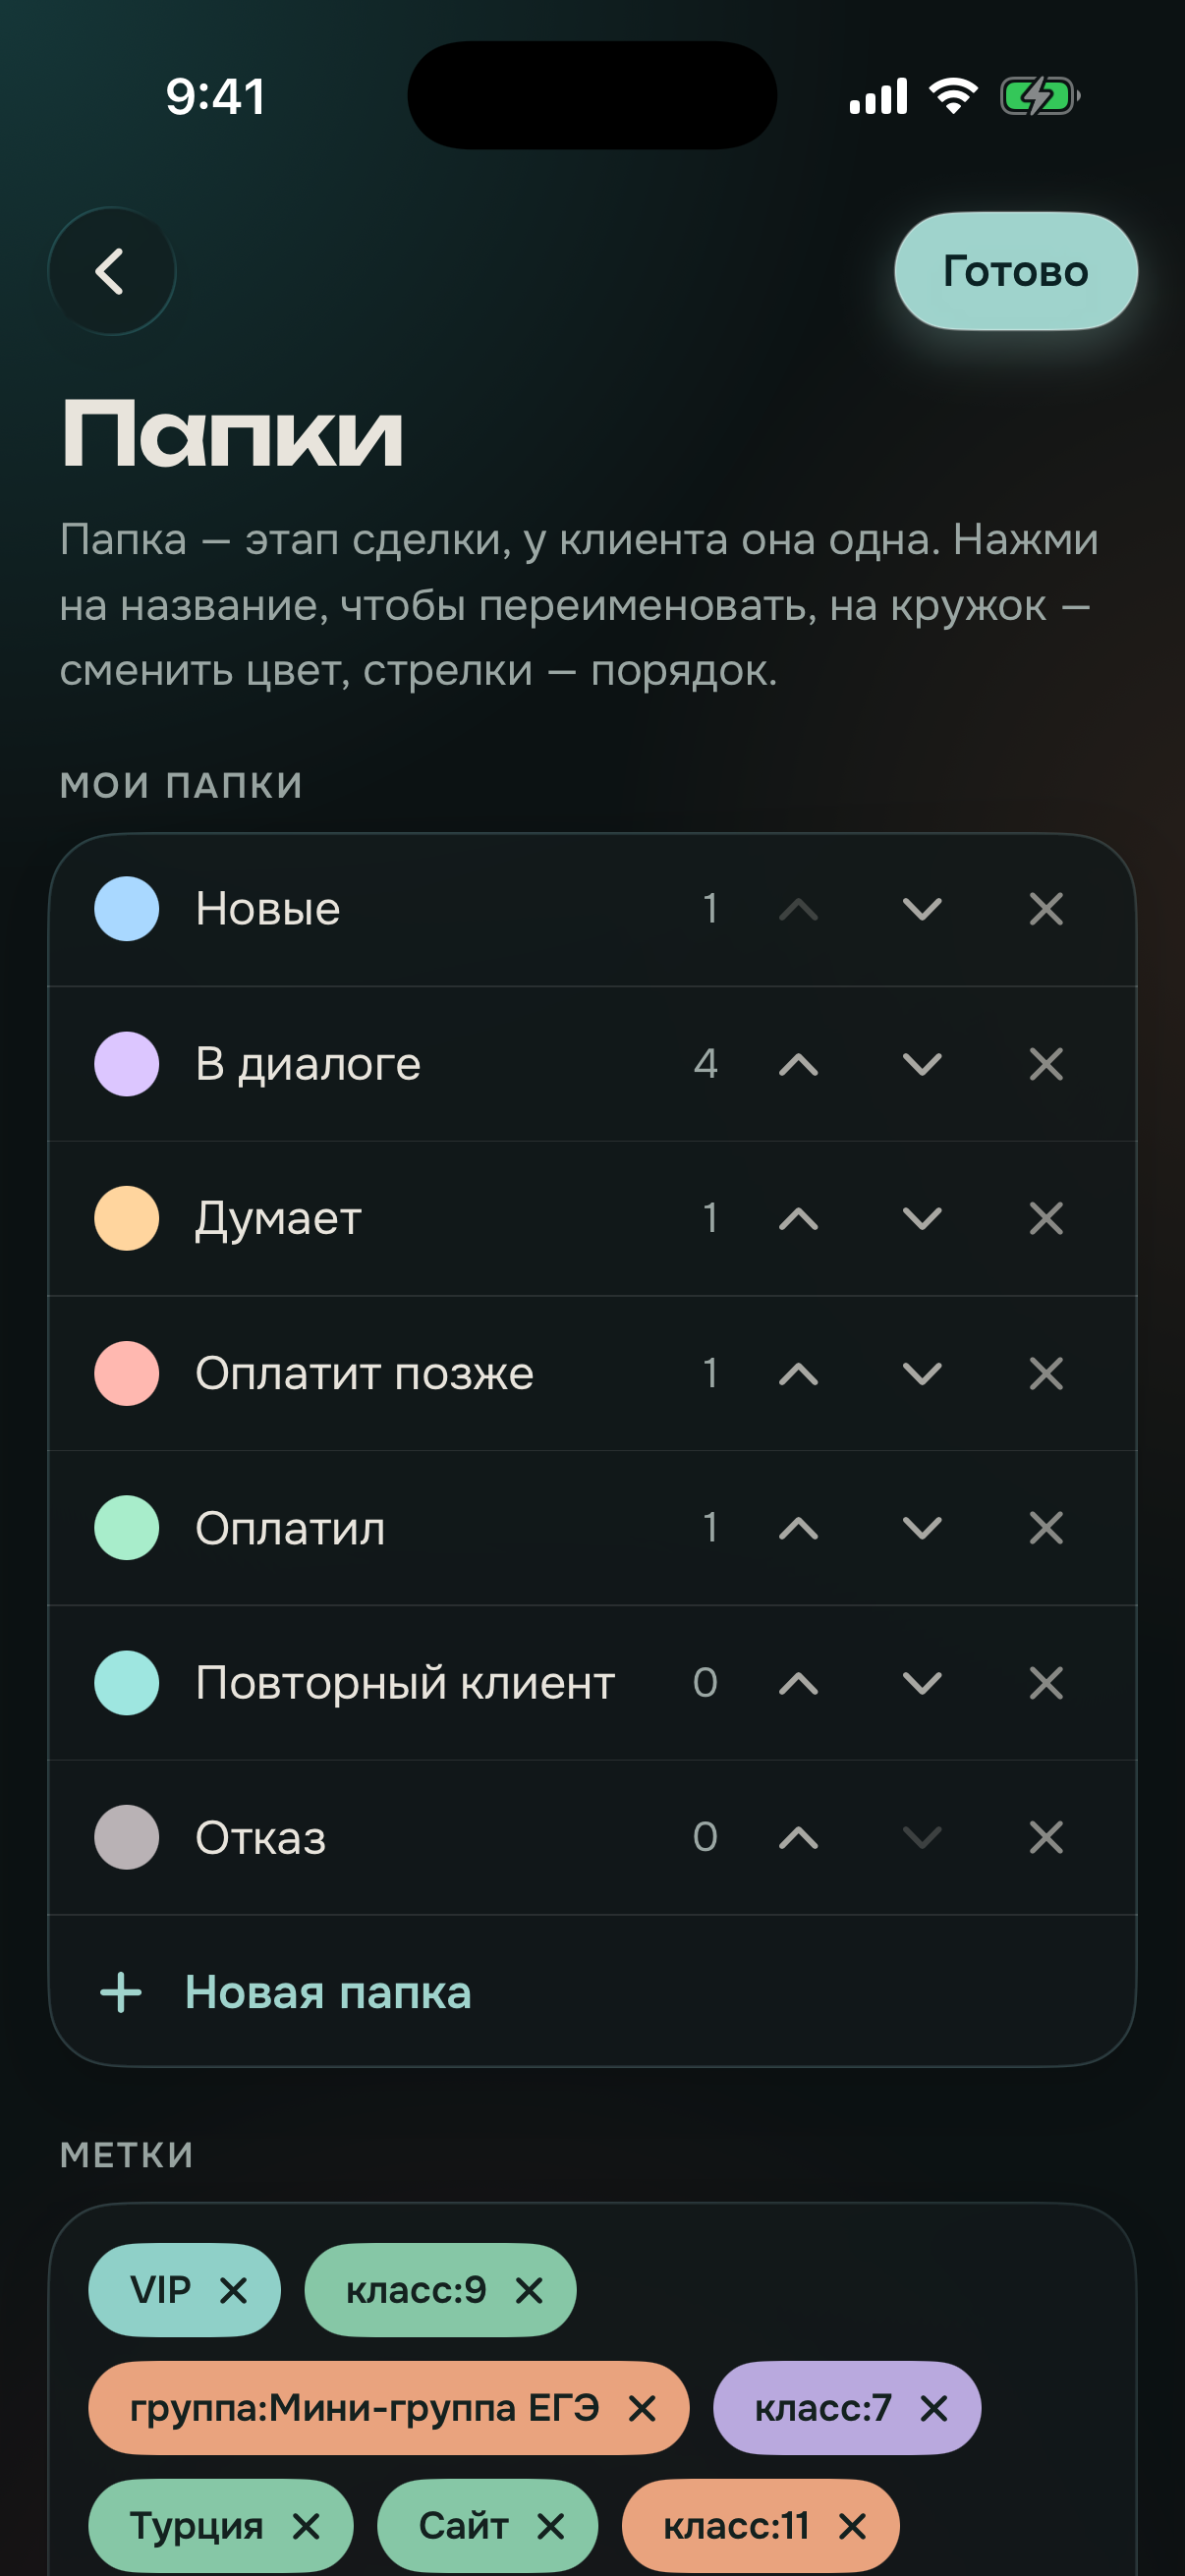 9:41
Готово
Папки
Папка — этап сделки, у клиента она одна. Нажми
на название, чтобы переименовать, на кружок —
сменить цвет, стрелки — порядок.
МОИ ПАПКИ
Новые 1
В диалоге 4
Думает 1
Оплатит позже 1
Оплатил 1
Повторный клиент 0
Отказ 0
Новая папка
МЕТКИ
VIP класс:9
группа:Мини-группа ЕГЭ класс:7
Турция Сайт класс:11